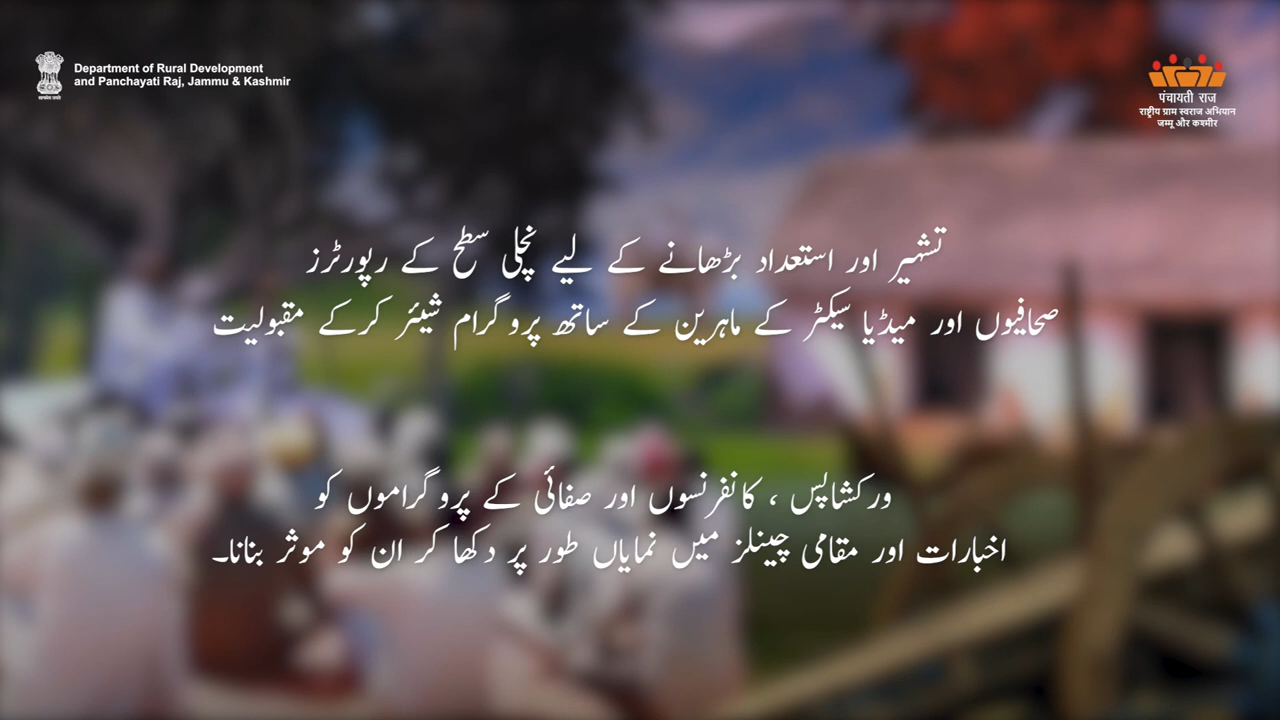 Department of Rural Development
and Panchayati Raj, Jammu & Kashmir
पंचायती राज
राष्ट्रीय ग्राम स्वराज अभियान
जम्मू और कश्मीर
تشہیر اور استعداد بڑھانے کے لیے نچلی سطح کے رپورٹرز
صحافیوں اور میڈیا سیکٹر کے ماہرین کے ساتھ پروگرام شیئر کرکے مقبولیت
ورکشاپس ، کانفرنسوں اور صفائی کے پروگراموں کو
اخبارات اور مقامی چینلز میں نمایاں طور پر دکھا کر ان کو موثر بنانا۔